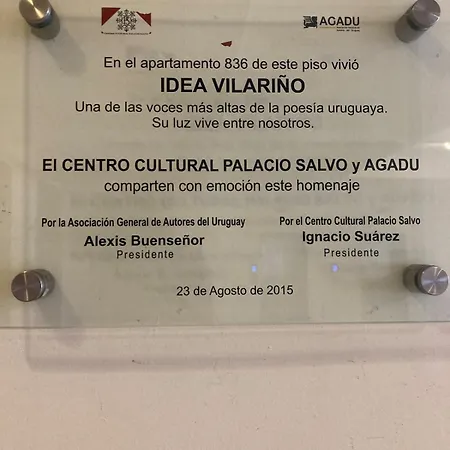 AGADU
En el apartamento 836 de este piso vivió
IDEA VILARIÑO
Una de las voces más altas de la poesía uruguaya.
Su luz vive entre nosotros.
El CENTRO CULTURAL PALACIO SALVO y AGADU
comparten con emoción este homenaje
Por la Asociación General de Autores del Uruguay
Alexis Buenseñor
Presidente
Por el Centro Cultural Palacio Salvo
Ignacio Suárez
Presidente
23 de Agosto de 2015